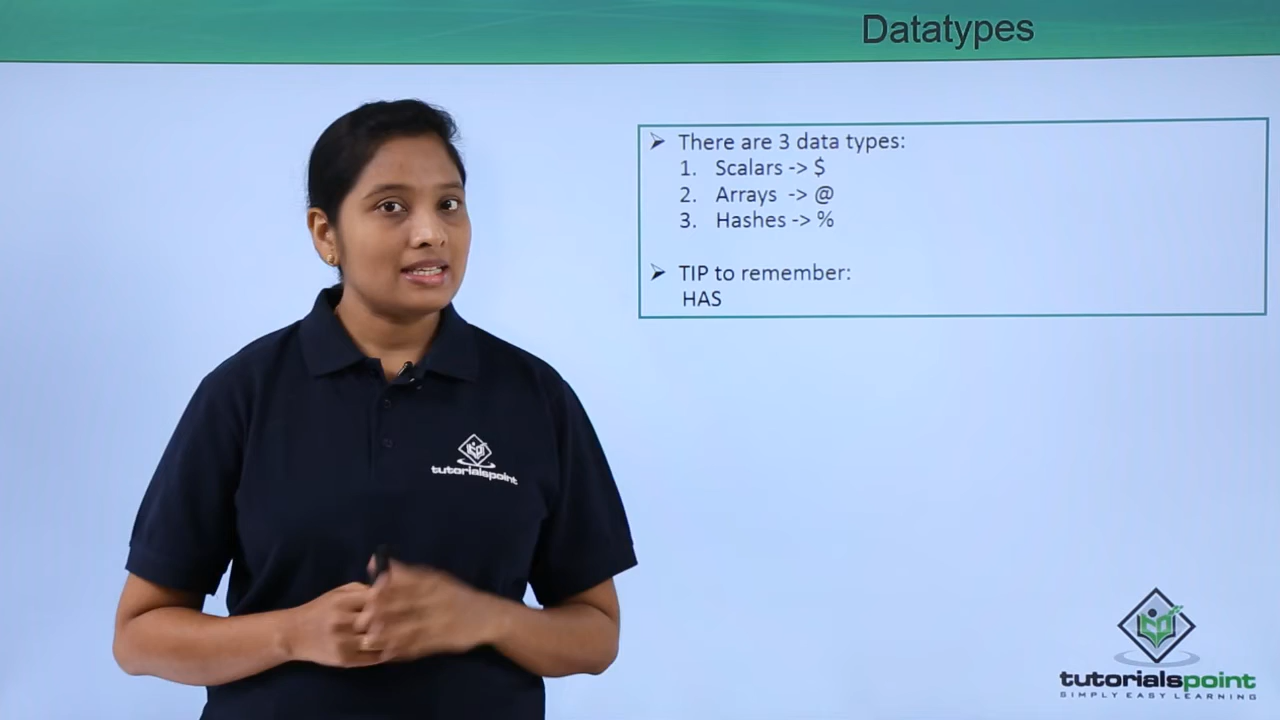 Datatypes
➢ There are 3 data types:
1. Scalars -> $
2. Arrays -> @
3. Hashes -> %
➢ TIP to remember:
HAS
tutorialspoint
tutorialspoint
SIMPLY EASY LEARNING